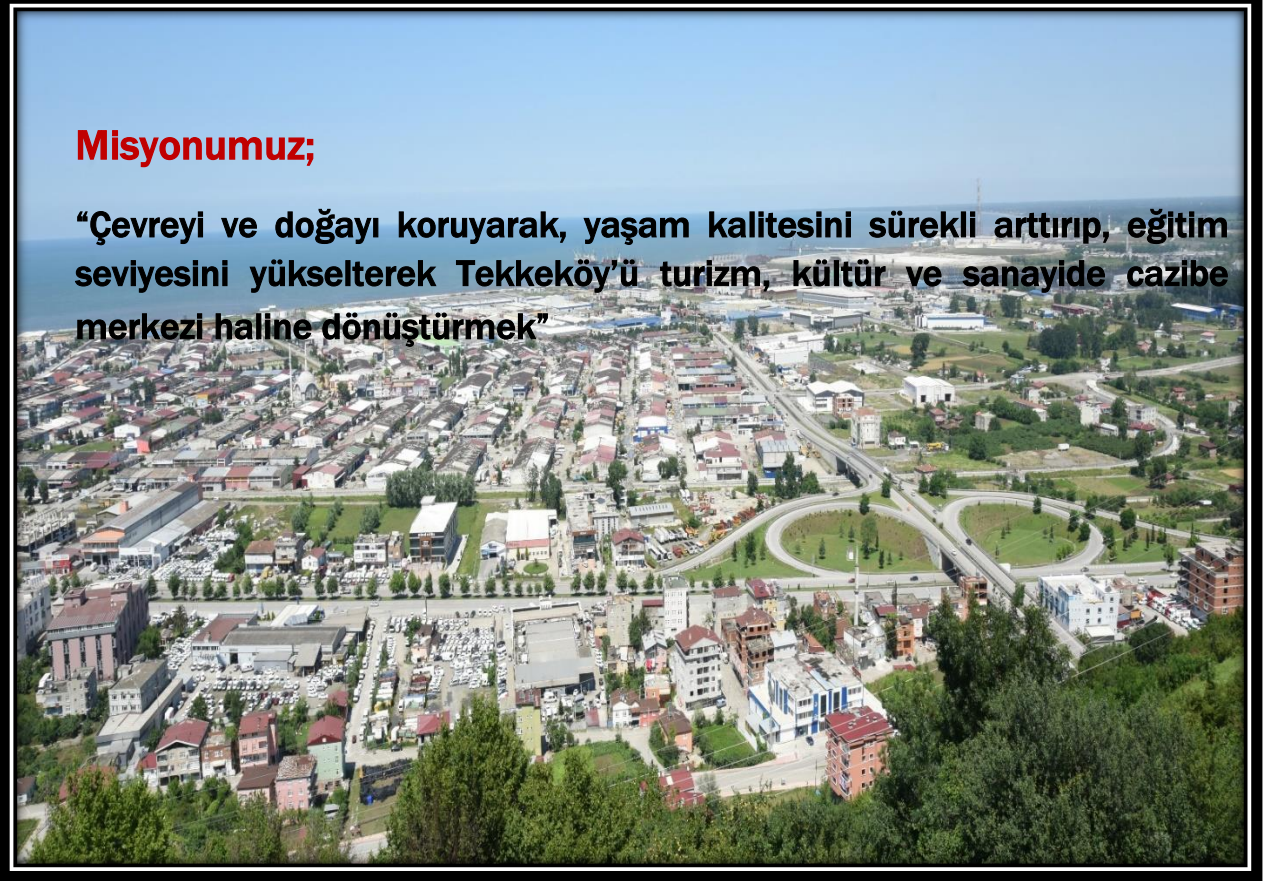 Misyonumuz;
“Çevreyi ve doğayı koruyarak, yaşam kalitesini sürekli arttırıp, eğitim
seviyesini yükselterek Tekkeköy’ü turizm, kültür ve sanayide cazibe
merkezi haline dönüştürmek”